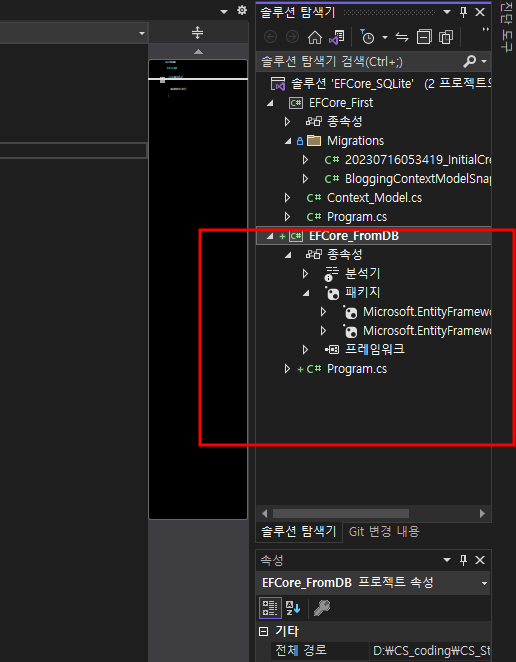 솔루션 탐색기
진단 도구
솔루션 탐색기 검색(Ctrl+;)
솔루션 'EFCore_SQLite' (2 프로젝트의
EFCore_First
종속성
Migrations
20230716053419_InitialCre
BloggingContextModelSnap
C# Context_Model.cs
C# Program.cs
EFCore_FromDB
종속성
분석기
패키지
Microsoft.EntityFramewo
Microsoft.EntityFramewo
프레임워크
+ C# Program.cs
솔루션 탐색기 Git 변경 내용
속성
EFCore_FromDB 프로젝트 속성
기타
전체 경로 D:₩CS_coding₩CS_St